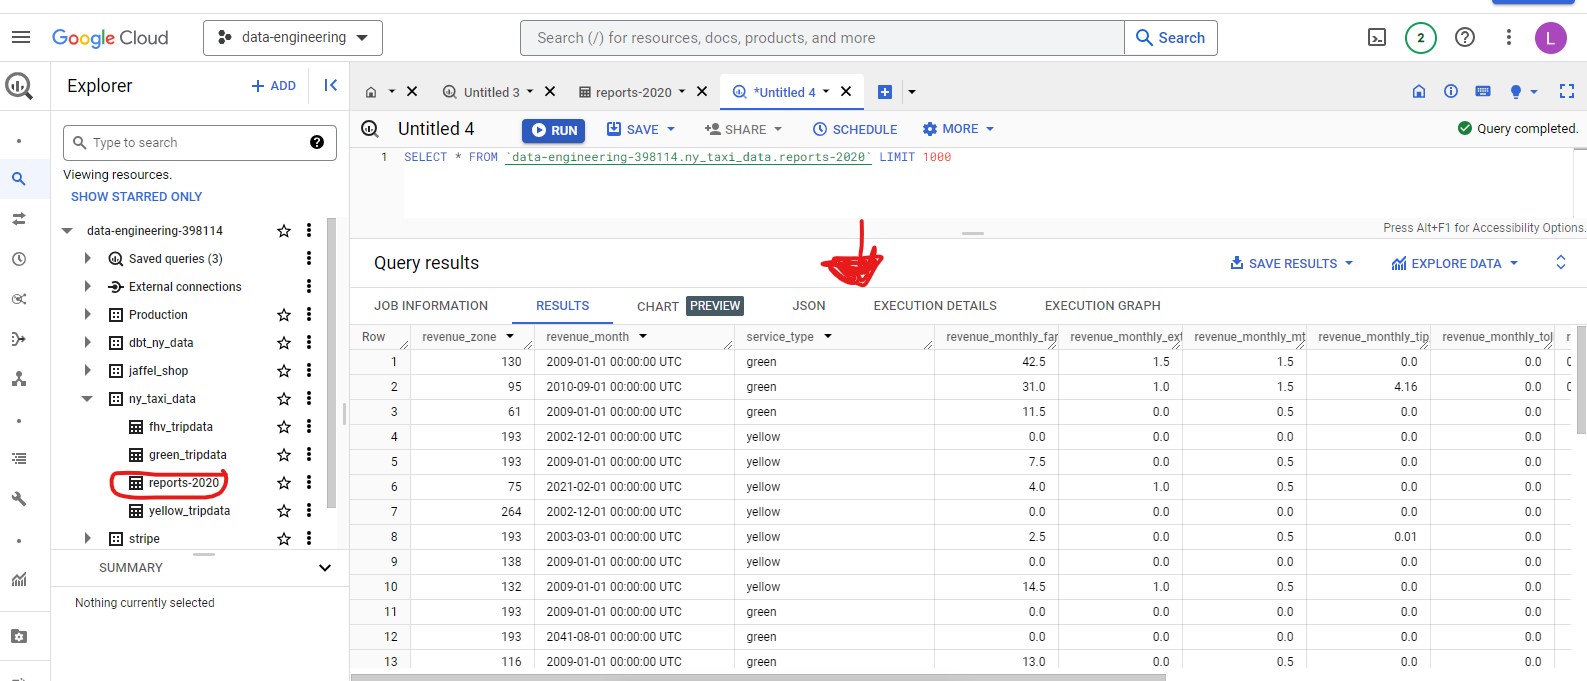 Google Cloud
data-engineering
Search (/) for resources, docs, products, and more
Search
2
L
Explorer
ADD
Untitled 3
reports-2020
*Untitled 4
Type to search
Untitled 4
RUN
SAVE
SHARE
SCHEDULE
MORE
Query completed.
Viewing resources.
SHOW STARRED ONLY
1 SELECT * FROM `data-engineering-398114.ny_taxi_data.reports-2020` LIMIT 1000
Press Alt+F1 for Accessibility Options.
data-engineering-398114
Saved queries (3)
External connections
Production
dbt_ny_data
jaffel_shop
ny_taxi_data
fhv_tripdata
green_tripdata
reports-2020
yellow_tripdata
stripe
SUMMARY
Nothing currently selected
Query results
SAVE RESULTS
EXPLORE DATA
JOB INFORMATION
RESULTS
CHART PREVIEW
JSON
EXECUTION DETAILS
EXECUTION GRAPH
Row revenue_zone revenue_month service_type revenue_monthly_far revenue_monthly_ext revenue_monthly_mt revenue_monthly_tip revenue_monthly_tol r
1 130 2009-01-01 00:00:00 UTC green 42.5 1.5 1.5 0.0 0.0
2 95 2010-09-01 00:00:00 UTC green 31.0 1.0 1.5 4.16 0.0
3 61 2009-01-01 00:00:00 UTC green 11.5 0.0 0.5 0.0 0.0
4 193 2002-12-01 00:00:00 UTC yellow 0.0 0.0 0.0 0.0 0.0
5 193 2009-01-01 00:00:00 UTC yellow 7.5 0.0 0.5 0.0 0.0
6 75 2021-02-01 00:00:00 UTC yellow 4.0 1.0 0.5 0.0 0.0
7 264 2002-12-01 00:00:00 UTC yellow 0.0 0.0 0.0 0.0 0.0
8 193 2003-03-01 00:00:00 UTC yellow 2.5 0.0 0.5 0.01 0.0
9 138 2009-01-01 00:00:00 UTC yellow 0.0 0.0 0.0 0.0 0.0
10 132 2009-01-01 00:00:00 UTC yellow 14.5 1.0 0.5 0.0 0.0
11 193 2009-01-01 00:00:00 UTC green 0.0 0.0 0.0 0.0 0.0
12 193 2041-08-01 00:00:00 UTC green 0.0 0.0 0.0 0.0 0.0
13 116 2009-01-01 00:00:00 UTC green 13.0 0.0 0.5 0.0 0.0